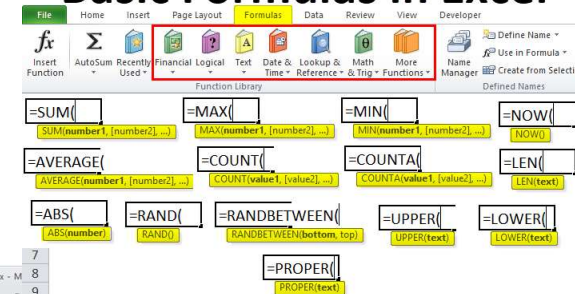 Basic Formulas in Excel
File Home Insert Page Layout Formulas Data Review View Developer
fx Σ ? A θ
Insert Function AutoSum Recently Used Financial Logical Text Date & Time Lookup & Reference Math & Trig More Functions Name Manager
Define Name
Use in Formula
Create from Selecti
Function Library Defined Names
=SUM( =MAX( =MIN( =NOW(
SUM(number1, [number2], ...) MAX(number1, [number2], ...) MIN(number1, [number2], ...) NOW()
=AVERAGE( =COUNT( =COUNTA( =LEN(
AVERAGE(number1, [number2], ...) COUNT(value1, [value2], ...) COUNTA(value1, [value2], ...) LEN(text)
=ABS( =RAND( =RANDBETWEEN( =UPPER( =LOWER(
ABS(number) RAND() RANDBETWEEN(bottom, top) UPPER(text) LOWER(text)
7
x - M 8
=PROPER(
9
PROPER(text)